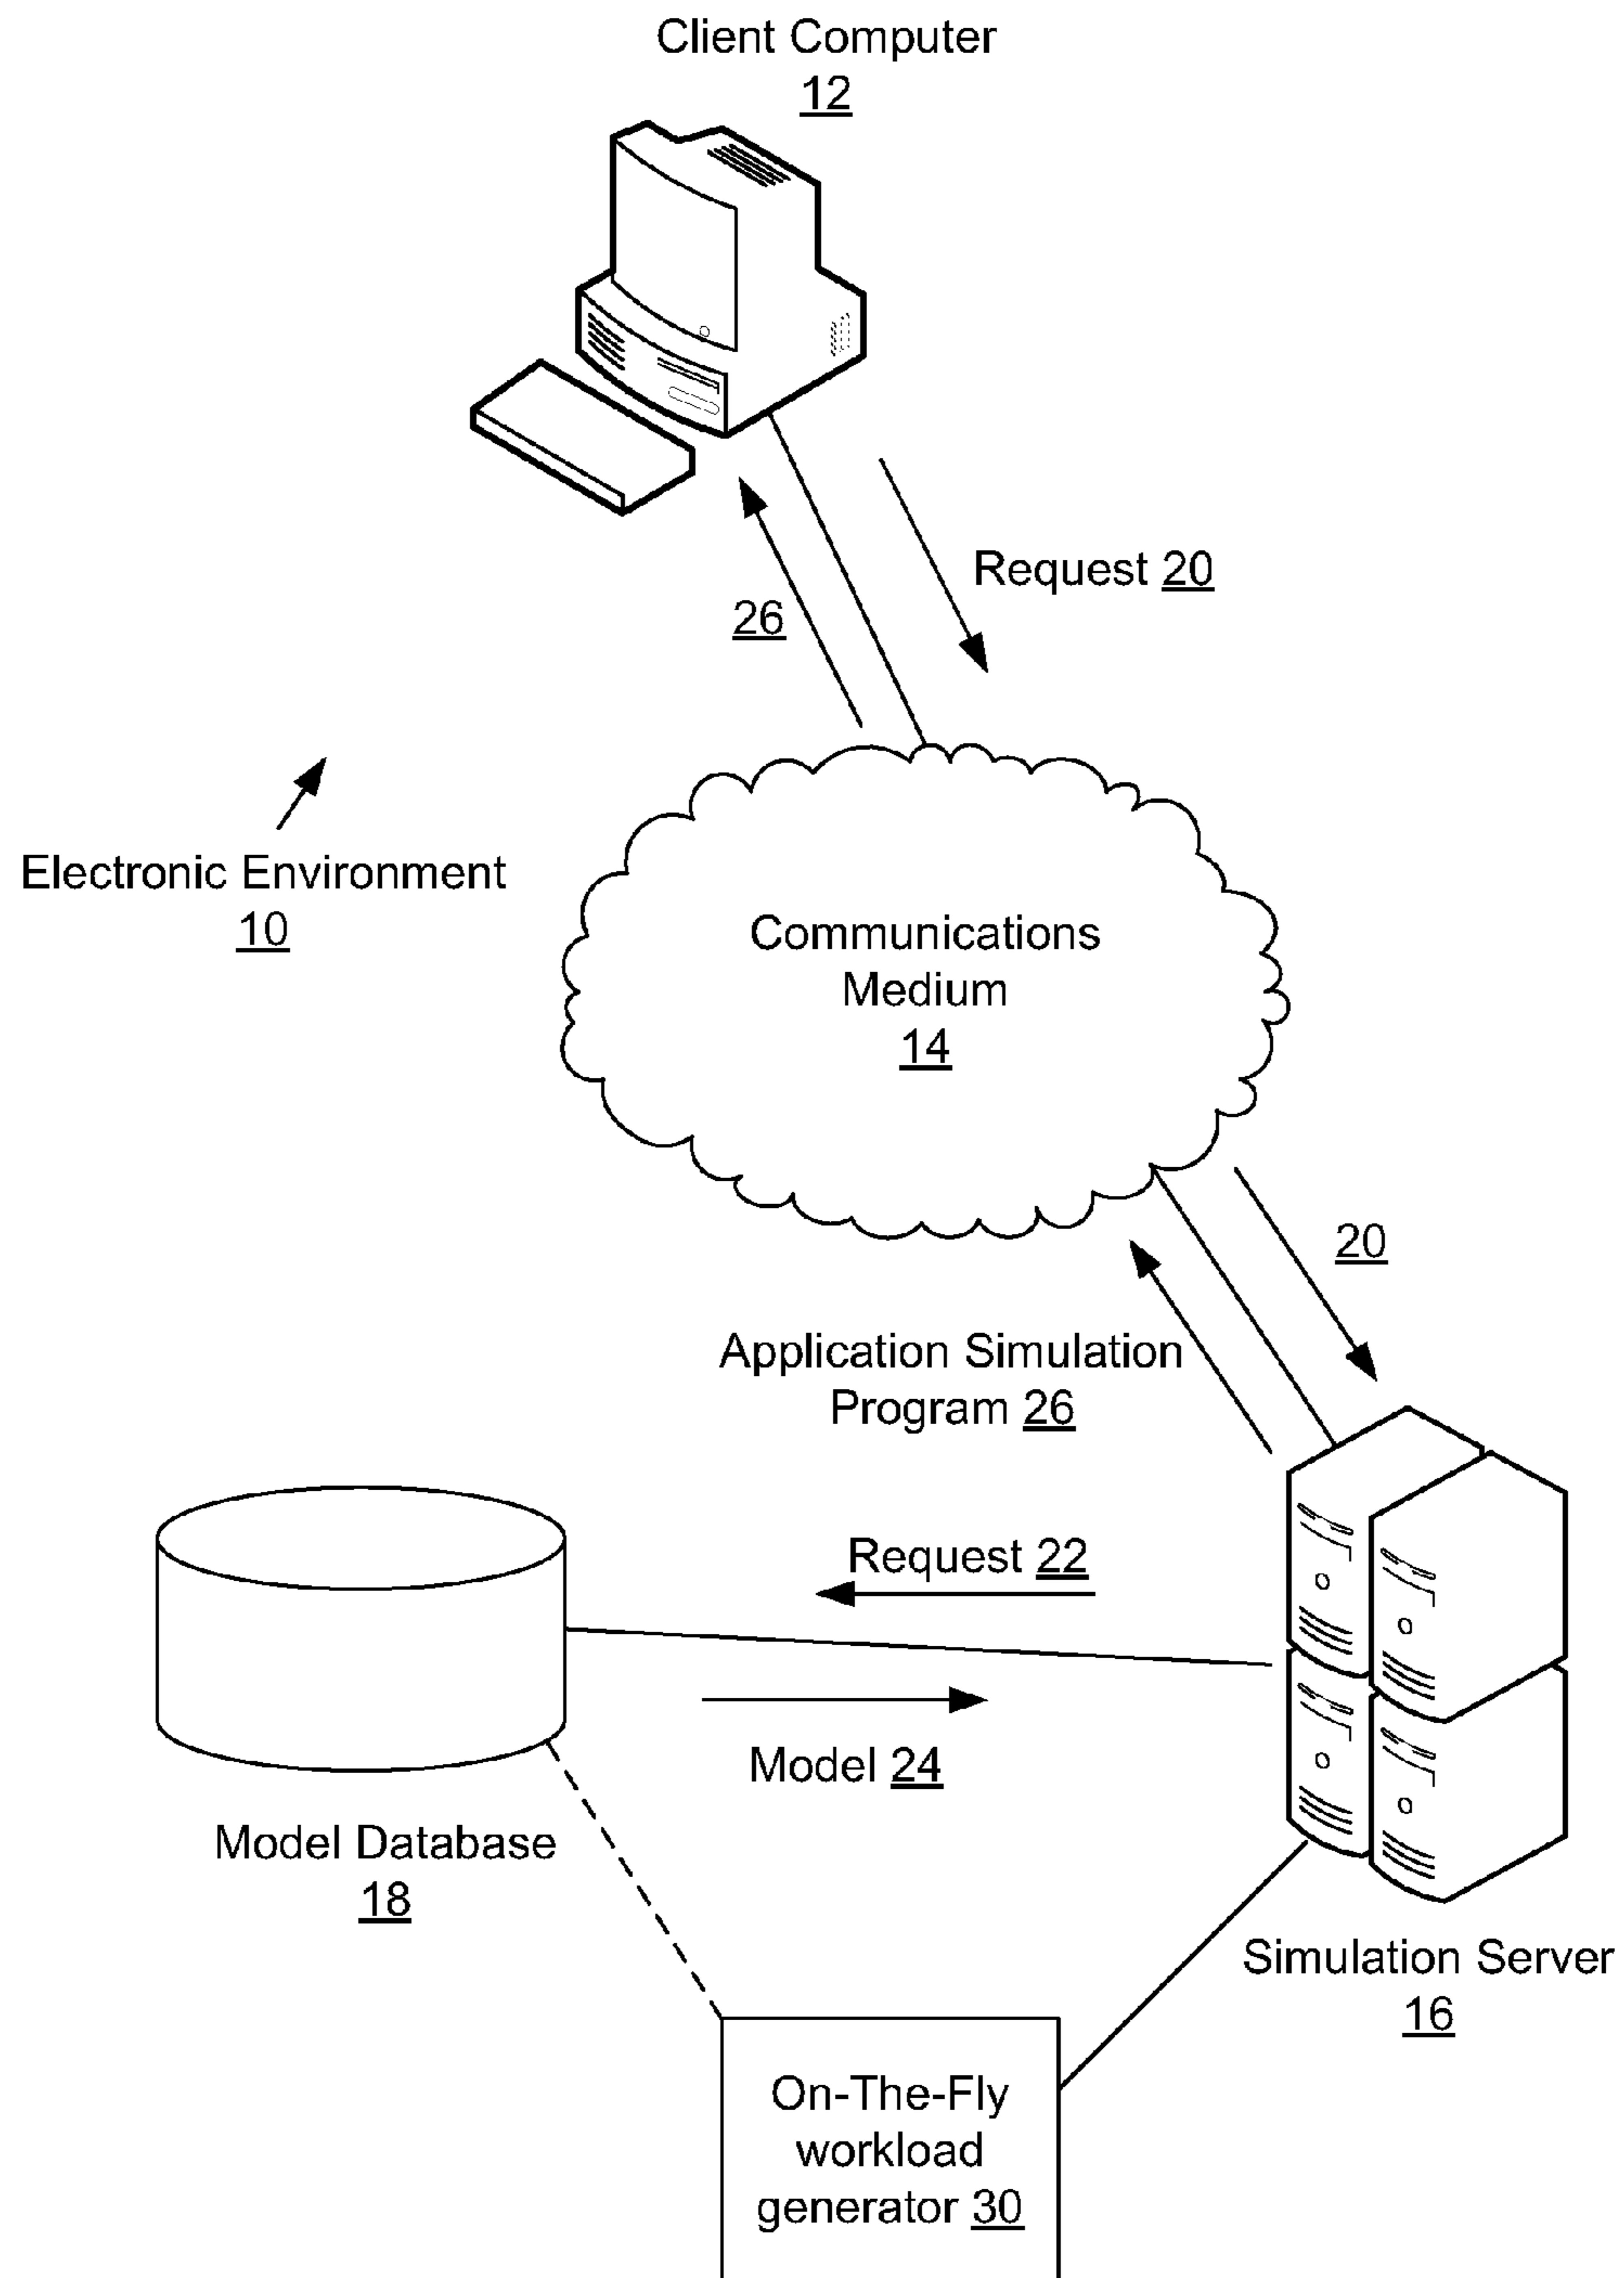 Client Computer
12
Request 20
26
Electronic Environment
10
Communications
Medium
14
20
Application Simulation
Program 26
Request 22
Model 24
Model Database
18
Simulation Server
16
On-The-Fly
workload
generator 30